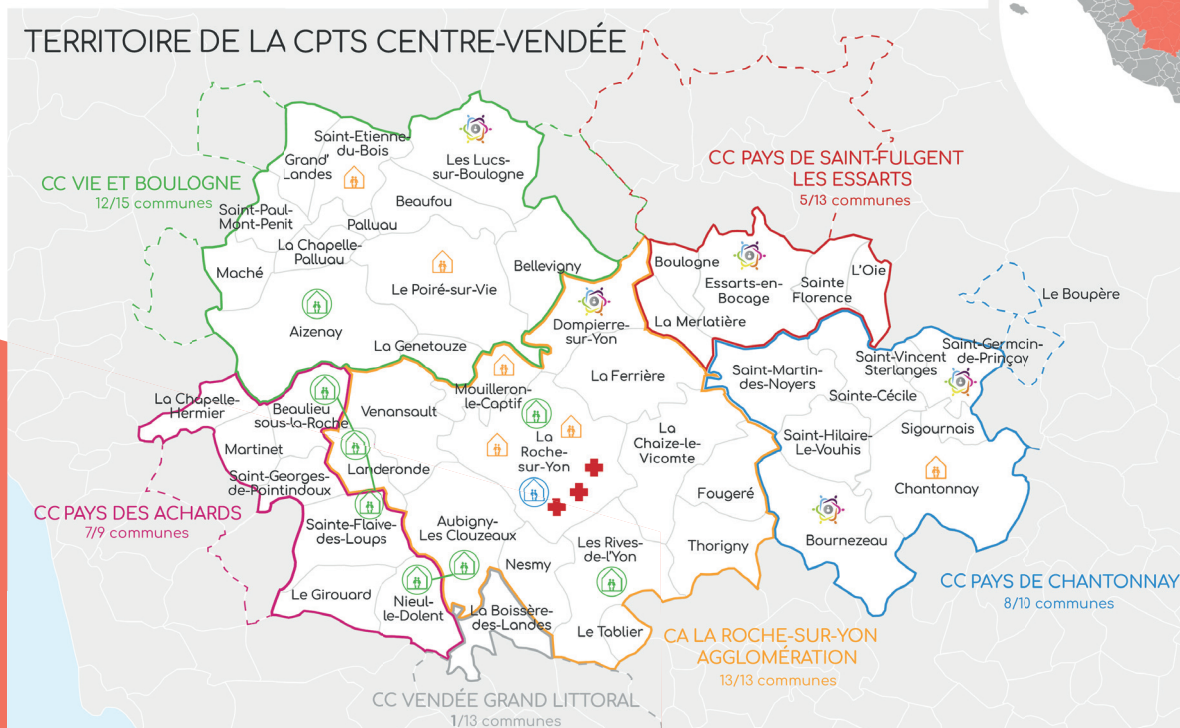 TERRITOIRE DE LA CPTS CENTRE-VENDÉE
CC VIE ET BOULOGNE
12/15 communes
Saint-Etienne-
du-Bois
Grand'
Landes
Les Lucs-
sur-Boulogne
Beaufou
Saint-Paul-
Mont-Penit
Palluau
La Chapelle-
Palluau
Maché
Le Poiré-sur-Vie
Bellevigny
Aizenay
La Genetouze
CC PAYS DE SAINT-FULGENT
LES ESSARTS
5/13 communes
Boulogne
Essarts-en-
Bocage
Sainte
Florence
L'Oie
La Merlatière
Le Boupère
Dompierre-
sur-Yon
La Ferrière
Mouilleron-
le-Captif
Venansault
La
Roche-
sur-Yon
La
Chaize-le-
Vicomte
Landeronde
Fougeré
Thorigny
Aubigny-
Les Clouzeaux
Nesmy
Les Rives-
de-l'Yon
Le Tablier
Saint-Martin-
des-Noyers
Saint-Vincent
Sterlanges
Saint-Germcin-
de-Prinçay
Sainte-Cécile
Sigournais
Saint-Hilaire-
Le-Vouhis
Chantonnay
Bournezeau
La Chapelle-
Hermier
Beaulieu
sous-la-Roche
Martinet
Saint-Georges-
de-Pointindoux
CC PAYS DES ACHARDS
7/9 communes
Sainte-Flaive-
des-Loups
Le Girouard
Nieul-
le-Dolent
La Boissère-
des-Landes
CC PAYS DE CHANTONNAY
8/10 communes
CA LA ROCHE-SUR-YON
AGGLOMÉRATION
13/13 communes
CC VENDÉE GRAND LITTORAL
1/13 communes